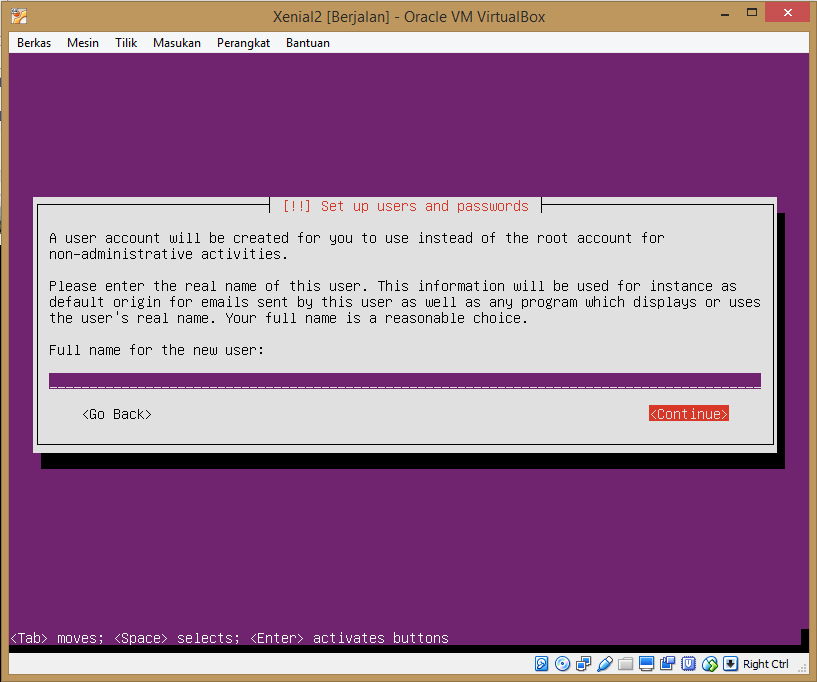 Xenial2 [Berjalan] - Oracle VM VirtualBox
Berkas Mesin Tilik Masukan Perangkat Bantuan
[!!] Set up users and passwords
A user account will be created for you to use instead of the root account for
non-administrative activities.
Please enter the real name of this user. This information will be used for instance as
default origin for emails sent by this user as well as any program which displays or uses
the user's real name. Your full name is a reasonable choice.
Full name for the new user:
<Go Back> <Continue>
<Tab> moves; <Space> selects; <Enter> activates buttons
Right Ctrl